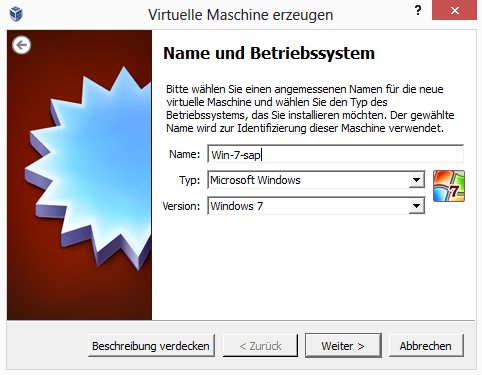 Virtuelle Maschine erzeugen
?
Name und Betriebssystem
Bitte wählen Sie einen angemessenen Namen für die neue
virtuelle Maschine und wählen Sie den Typ des
Betriebssystems, das Sie installieren möchten. Der gewählte
Name wird zur Identifizierung dieser Maschine verwendet.
Name: Win-7-sap
Typ: Microsoft Windows
7
Version: Windows 7
Beschreibung verdecken < Zurück Weiter > Abbrechen